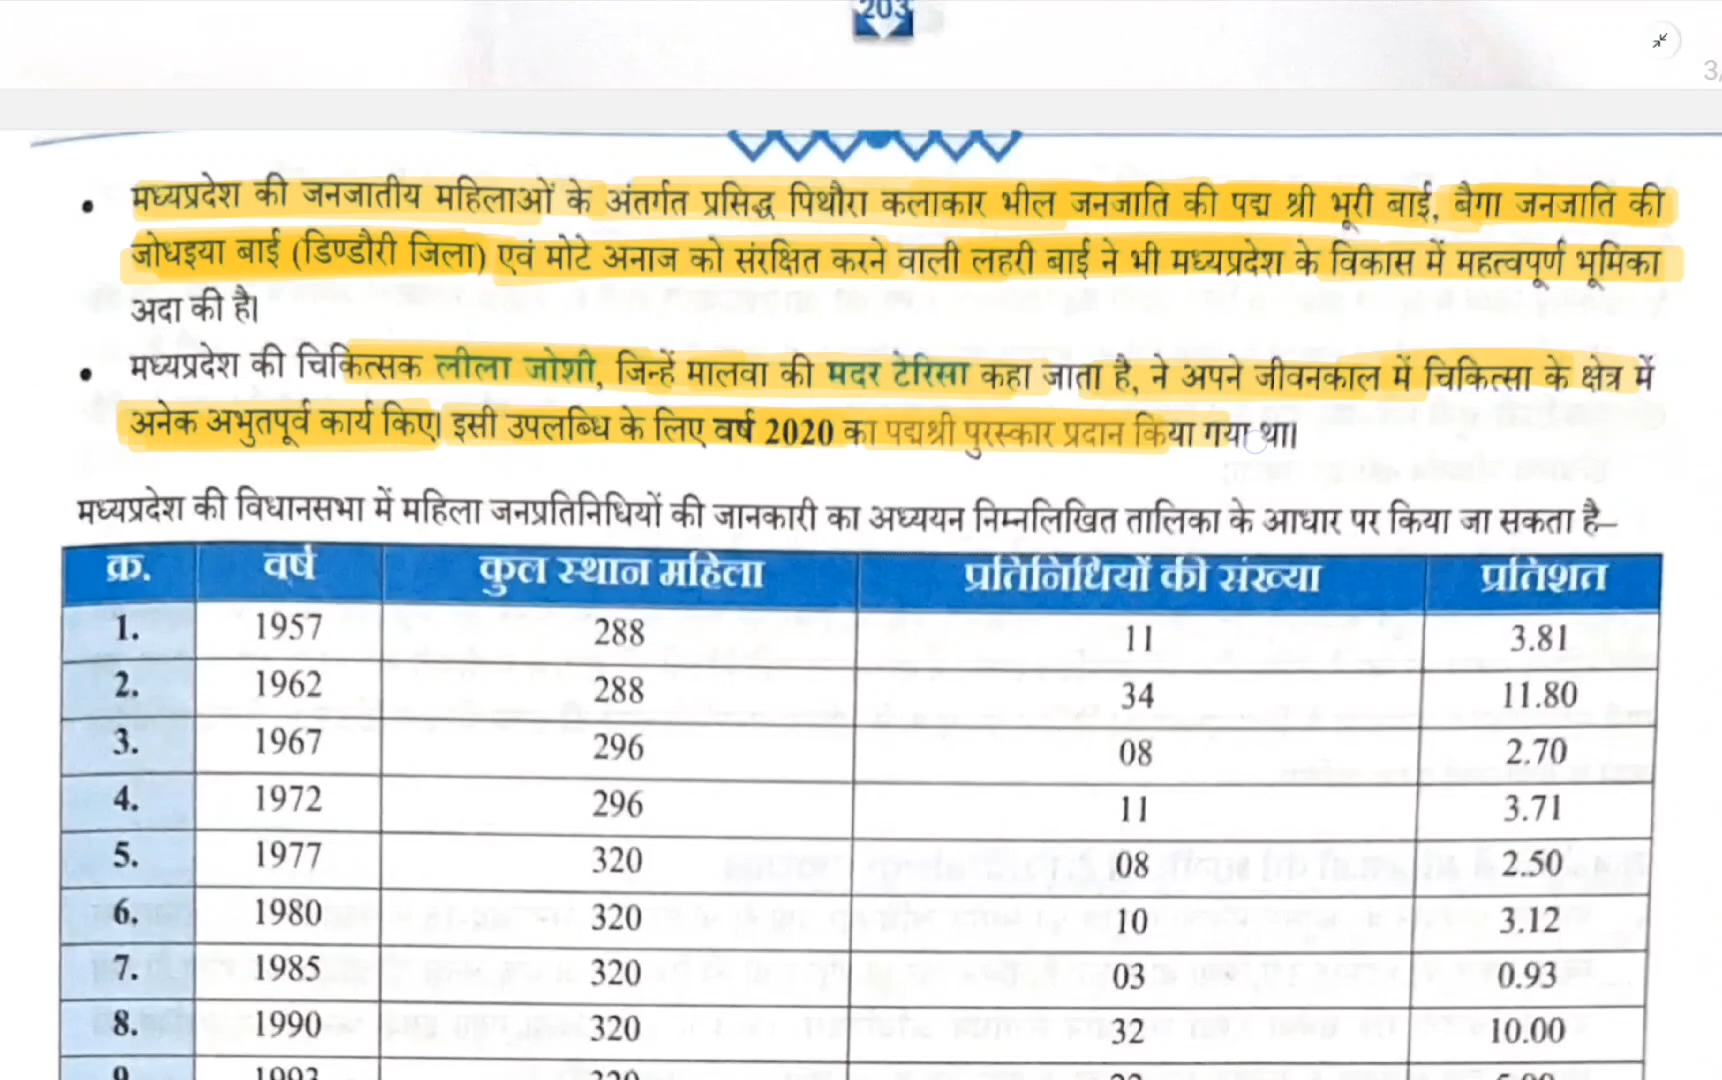 203
3/
• मध्यप्रदेश की जनजातीय महिलाओं के अंतर्गत प्रसिद्ध पिथौरा कलाकार भील जनजाति की पद्म श्री भूरी बाई, बैगा जनजाति की
जोधइया बाई (डिण्डौरी जिला) एवं मोटे अनाज को संरक्षित करने वाली लहरी बाई ने भी मध्यप्रदेश के विकास में महत्वपूर्ण भूमिका
अदा की है।
• मध्यप्रदेश की चिकित्सक लीला जोशी, जिन्हें मालवा की मदर टेरिसा कहा जाता है, ने अपने जीवनकाल में चिकित्सा के क्षेत्र में
अनेक अभुतपूर्व कार्य किए। इसी उपलब्धि के लिए वर्ष 2020 का पद्मश्री पुरस्कार प्रदान किया गया था।
मध्यप्रदेश की विधानसभा में महिला जनप्रतिनिधियों की जानकारी का अध्ययन निम्नलिखित तालिका के आधार पर किया जा सकता है–
क्र. वर्ष कुल स्थान महिला प्रतिनिधियों की संख्या प्रतिशत
1. 1957 288 11 3.81
2. 1962 288 34 11.80
3. 1967 296 08 2.70
4. 1972 296 11 3.71
5. 1977 320 08 2.50
6. 1980 320 10 3.12
7. 1985 320 03 0.93
8. 1990 320 32 10.00
9. 1993 320